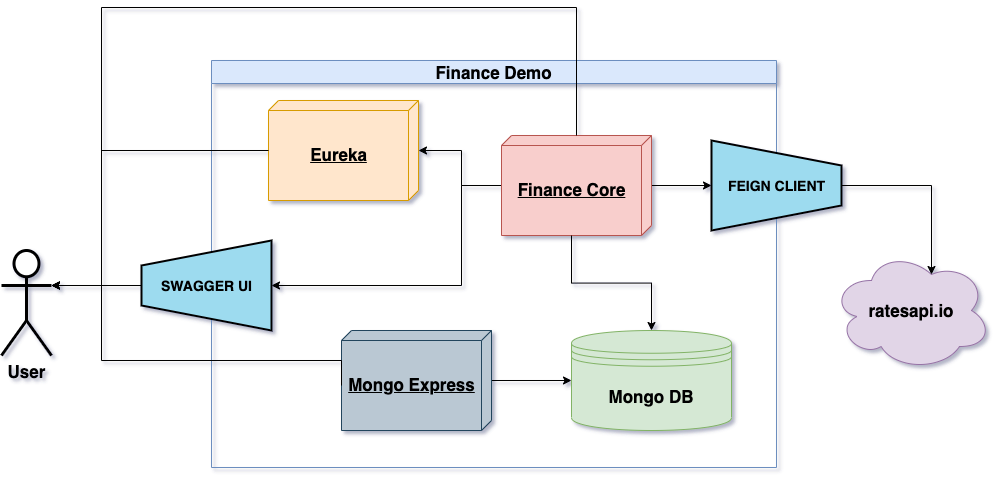 Finance Demo
Eureka
Finance Core
FEIGN CLIENT
SWAGGER UI
ratesapi.io
User
Mongo Express
Mongo DB